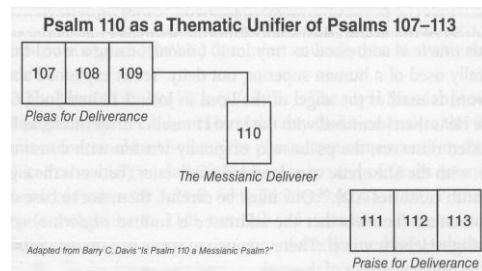 Psalm 110 as a Thematic Unifier of Psalms 107–113
107 108 109
Pleas for Deliverance
110
The Messianic Deliverer
111 112 113
Adapted from Barry C. Davis "Is Psalm 110 a Messianic Psalm?"
Praise for Deliverance